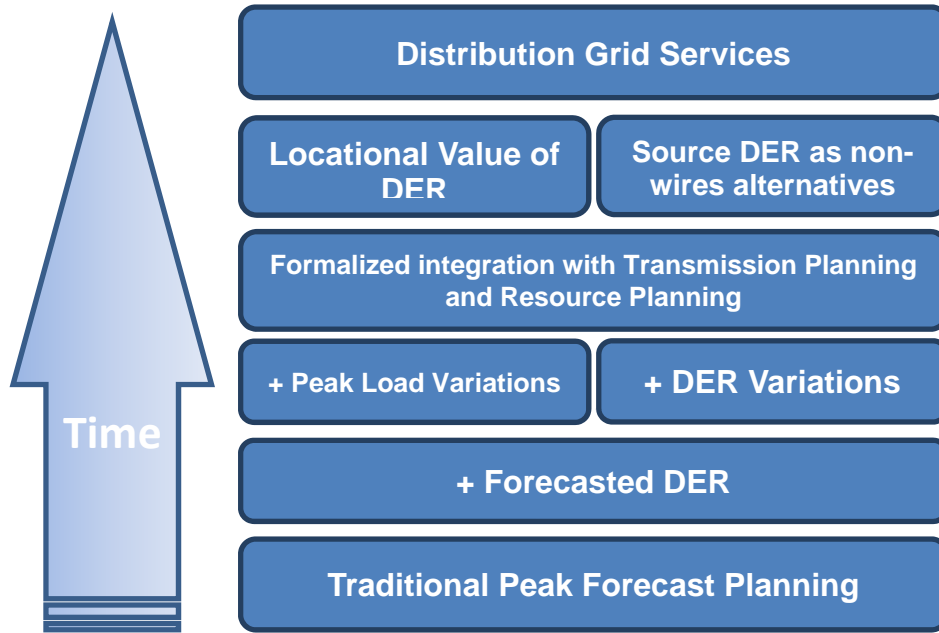 Distribution Grid Services
Locational Value of
DER
Source DER as non-
wires alternatives
Formalized integration with Transmission Planning
and Resource Planning
+ Peak Load Variations
+ DER Variations
Time
+ Forecasted DER
Traditional Peak Forecast Planning